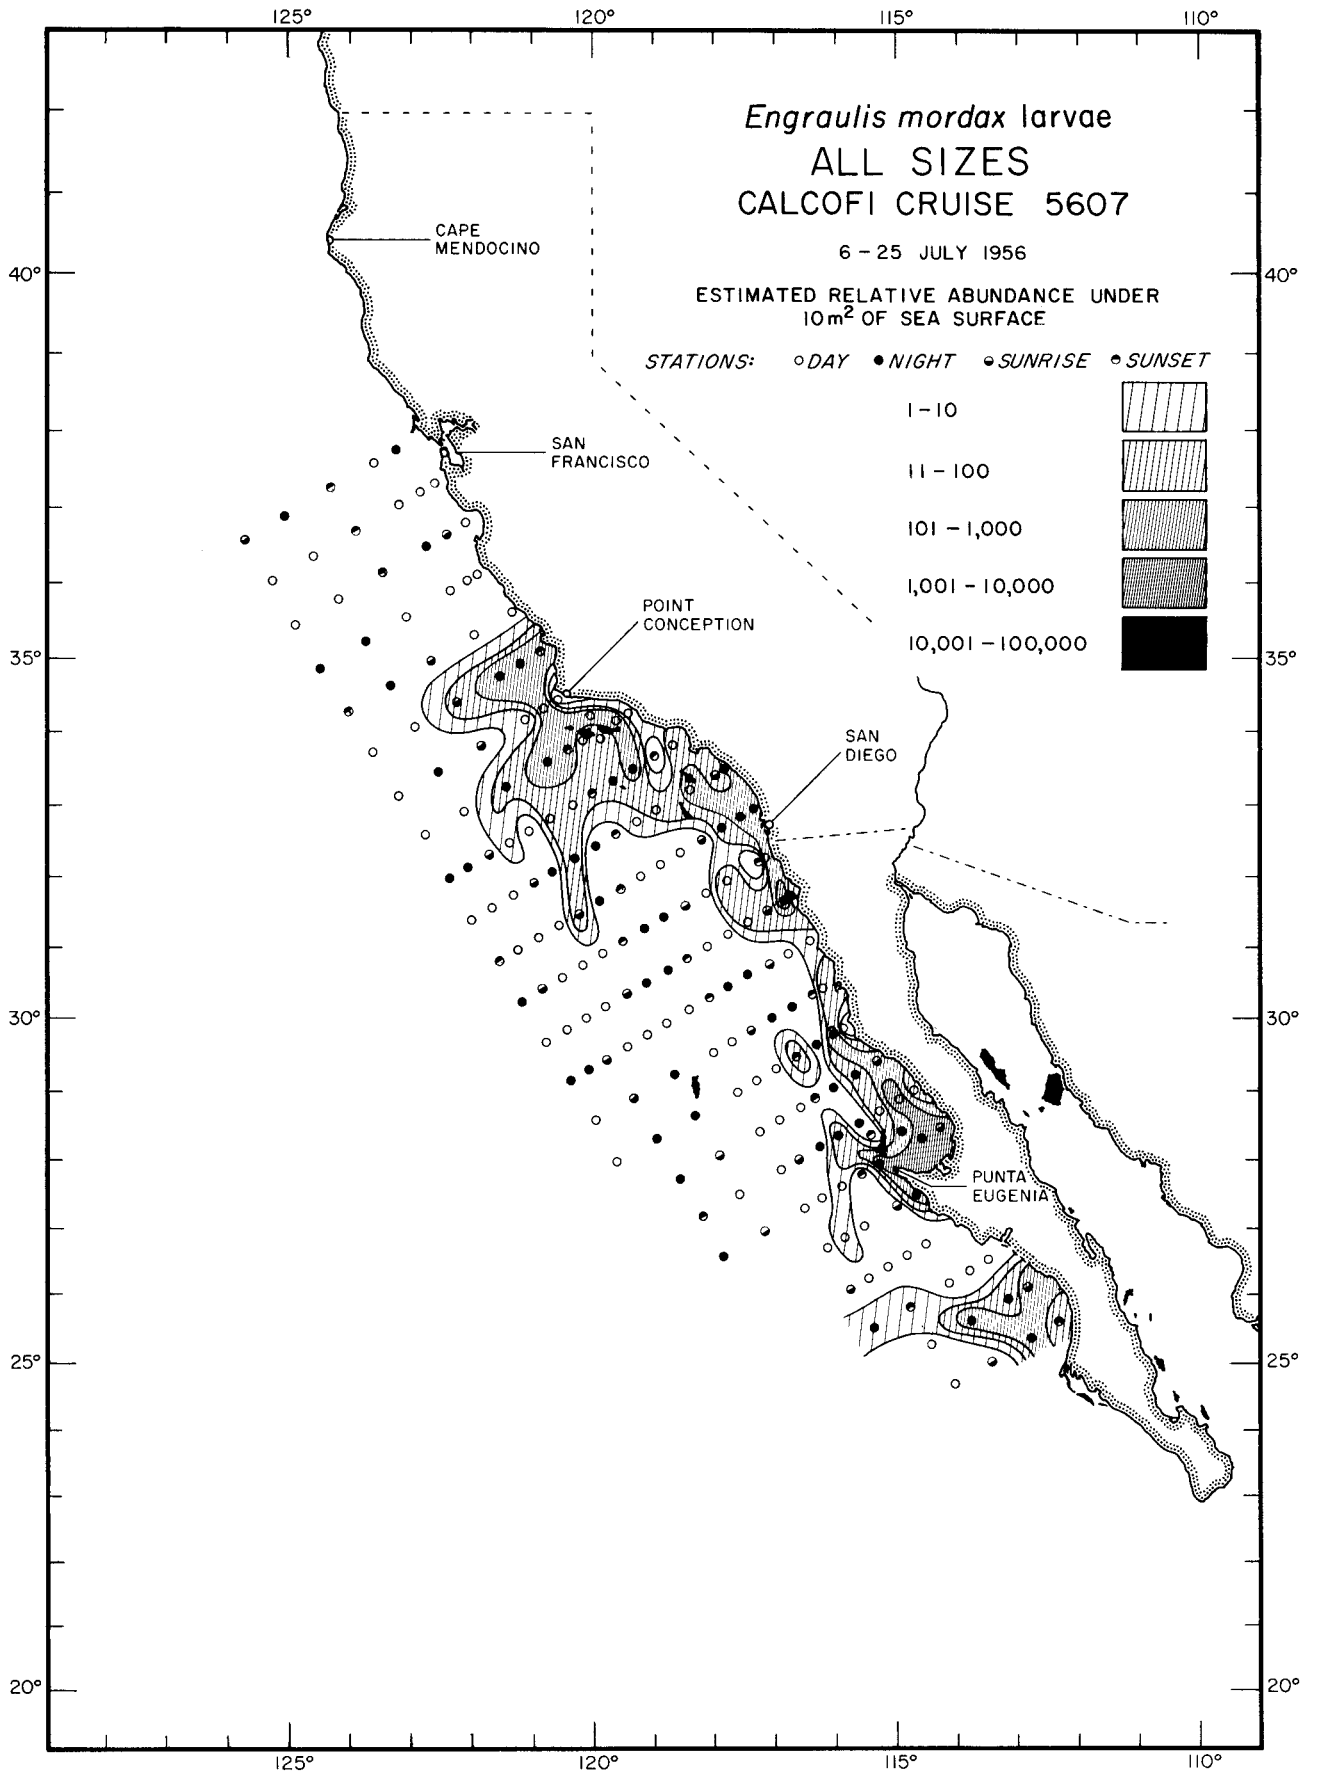 125° 120° 115° 110°
Engraulis mordax larvae
ALL SIZES
CALCOFI CRUISE 5607
6 – 25 JULY 1956
ESTIMATED RELATIVE ABUNDANCE UNDER
10 m² OF SEA SURFACE
STATIONS: DAY NIGHT SUNRISE SUNSET
1 – 10
11 – 100
101 – 1,000
1,001 – 10,000
10,001 – 100,000
CAPE
MENDOCINO
40° 40°
SAN
FRANCISCO
POINT
CONCEPTION
35° 35°
SAN
DIEGO
30° 30°
PUNTA
EUGENIA
25° 25°
20° 20°
125° 120° 115° 110°